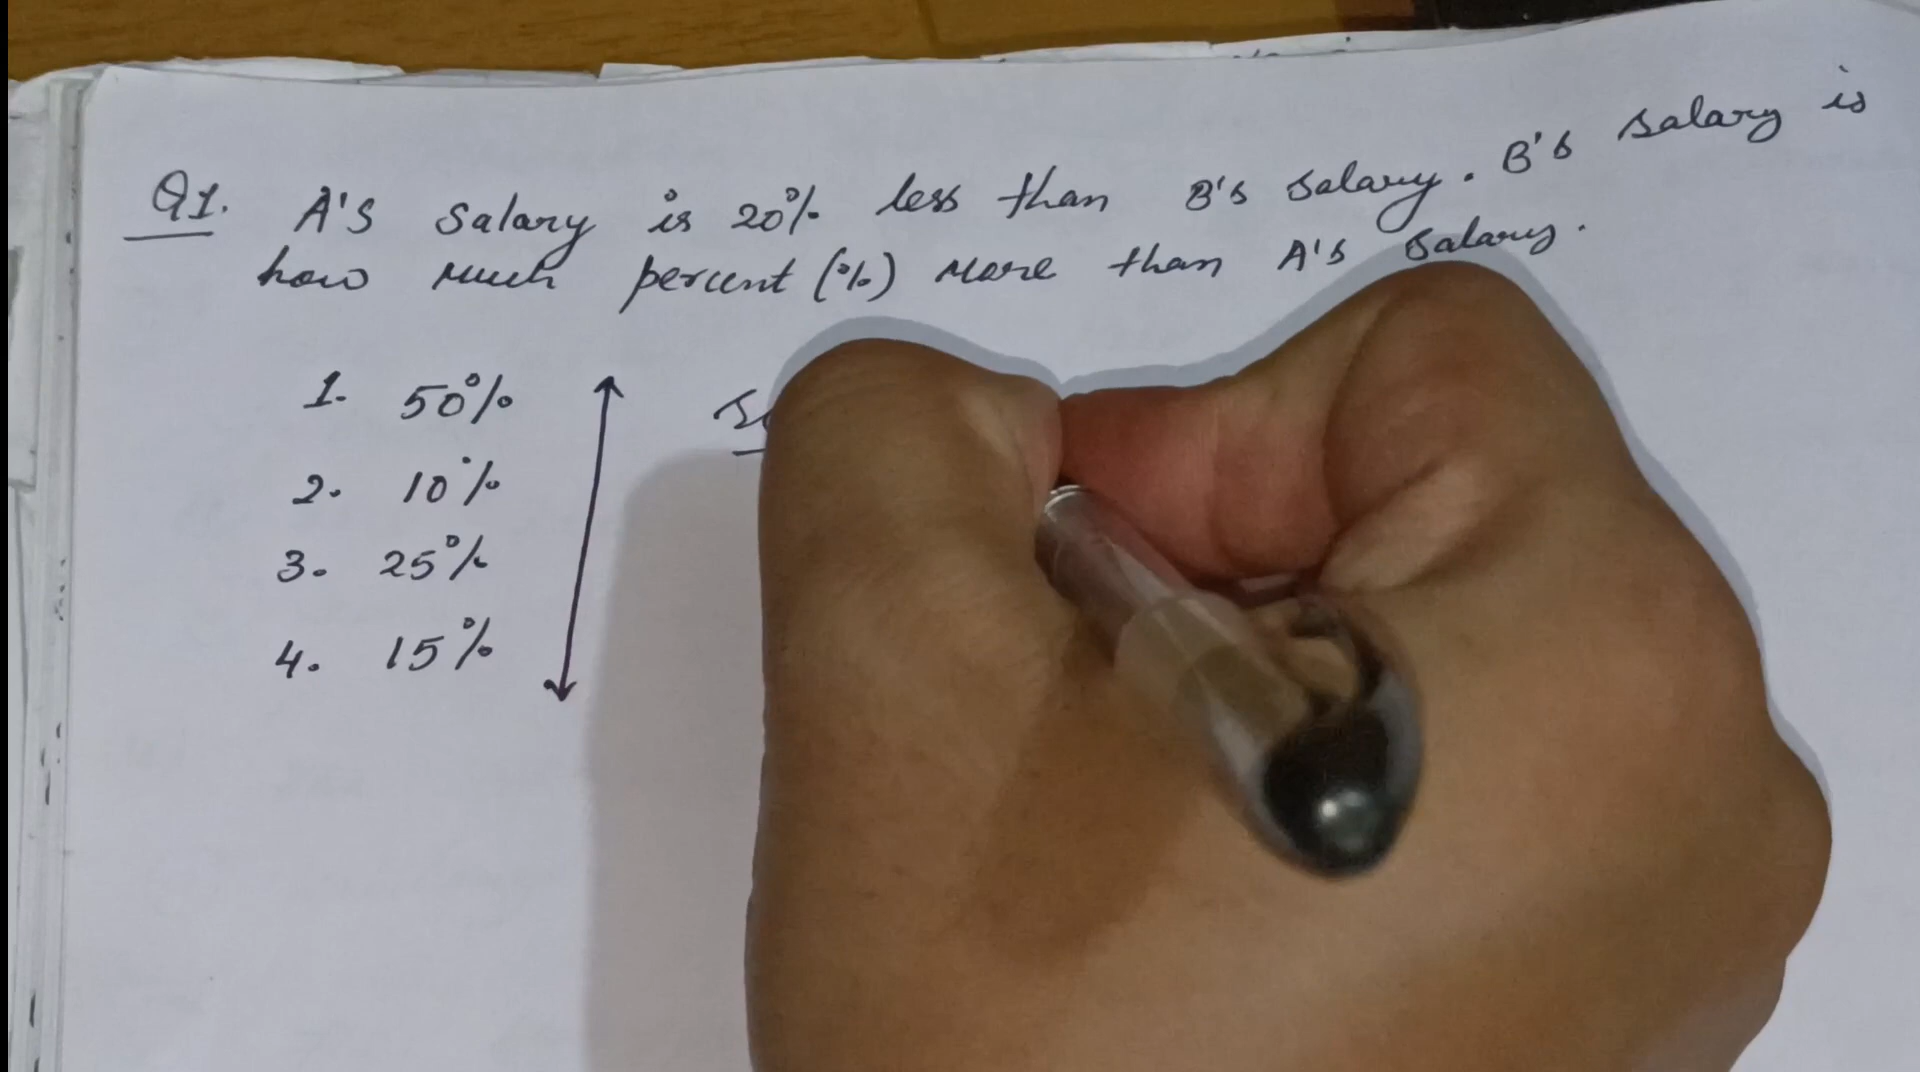 Q1. A's salary is 20% less than B's salary. B's salary is
how much percent (%) more than A's salary.
1. 50%
2. 10%
3. 25%
4. 15%